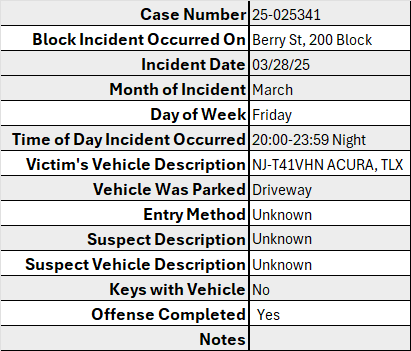 Case Number 25-025341
Block Incident Occurred On Berry St, 200 Block
Incident Date 03/28/25
Month of Incident March
Day of Week Friday
Time of Day Incident Occurred 20:00-23:59 Night
Victim's Vehicle Description NJ-T41VHN ACURA, TLX
Vehicle Was Parked Driveway
Entry Method Unknown
Suspect Description Unknown
Suspect Vehicle Description Unknown
Keys with Vehicle No
Offense Completed Yes
Notes